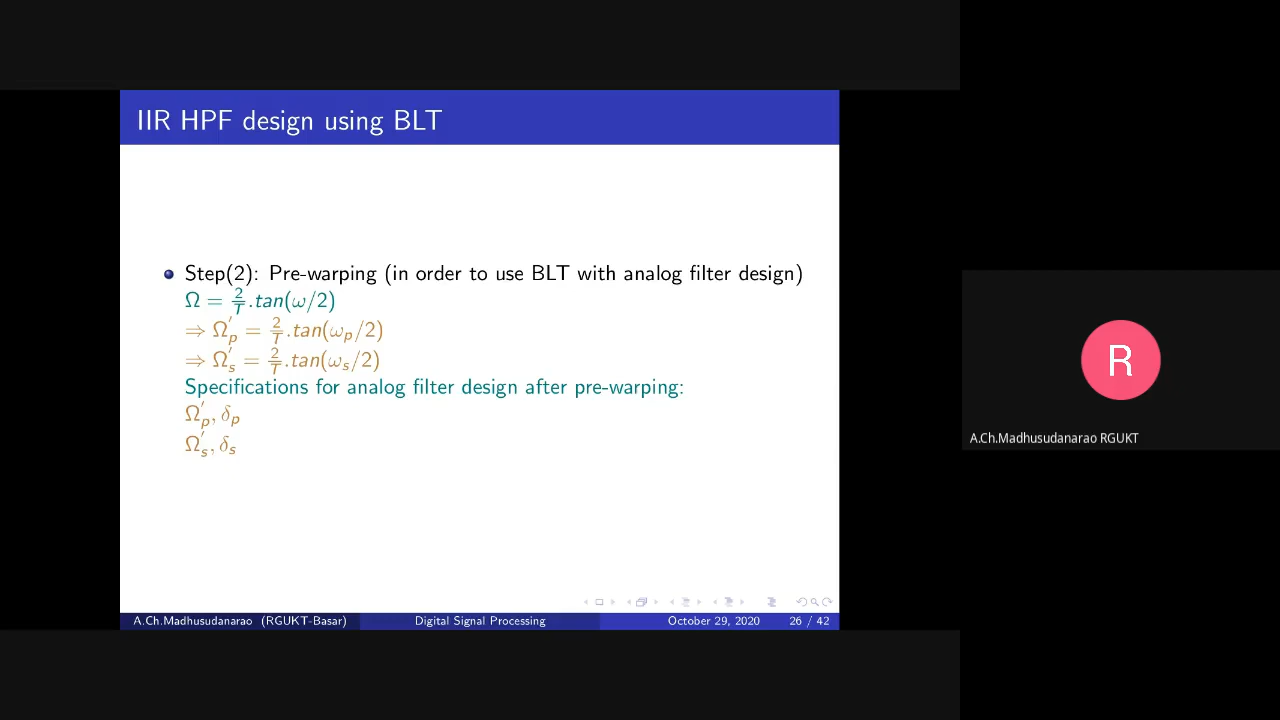 IIR HPF design using BLT
Step(2): Pre-warping (in order to use BLT with analog filter design)
Ω = 2/T .tan(ω/2)
⇒ Ω′p = 2/T .tan(ωp/2)
⇒ Ω′s = 2/T .tan(ωs/2)
Specifications for analog filter design after pre-warping:
Ω′p, δp
Ω′s, δs
A.Ch.Madhusudanarao (RGUKT-Basar) Digital Signal Processing October 29, 2020 26 / 42
R
A.Ch.Madhusudanarao RGUKT